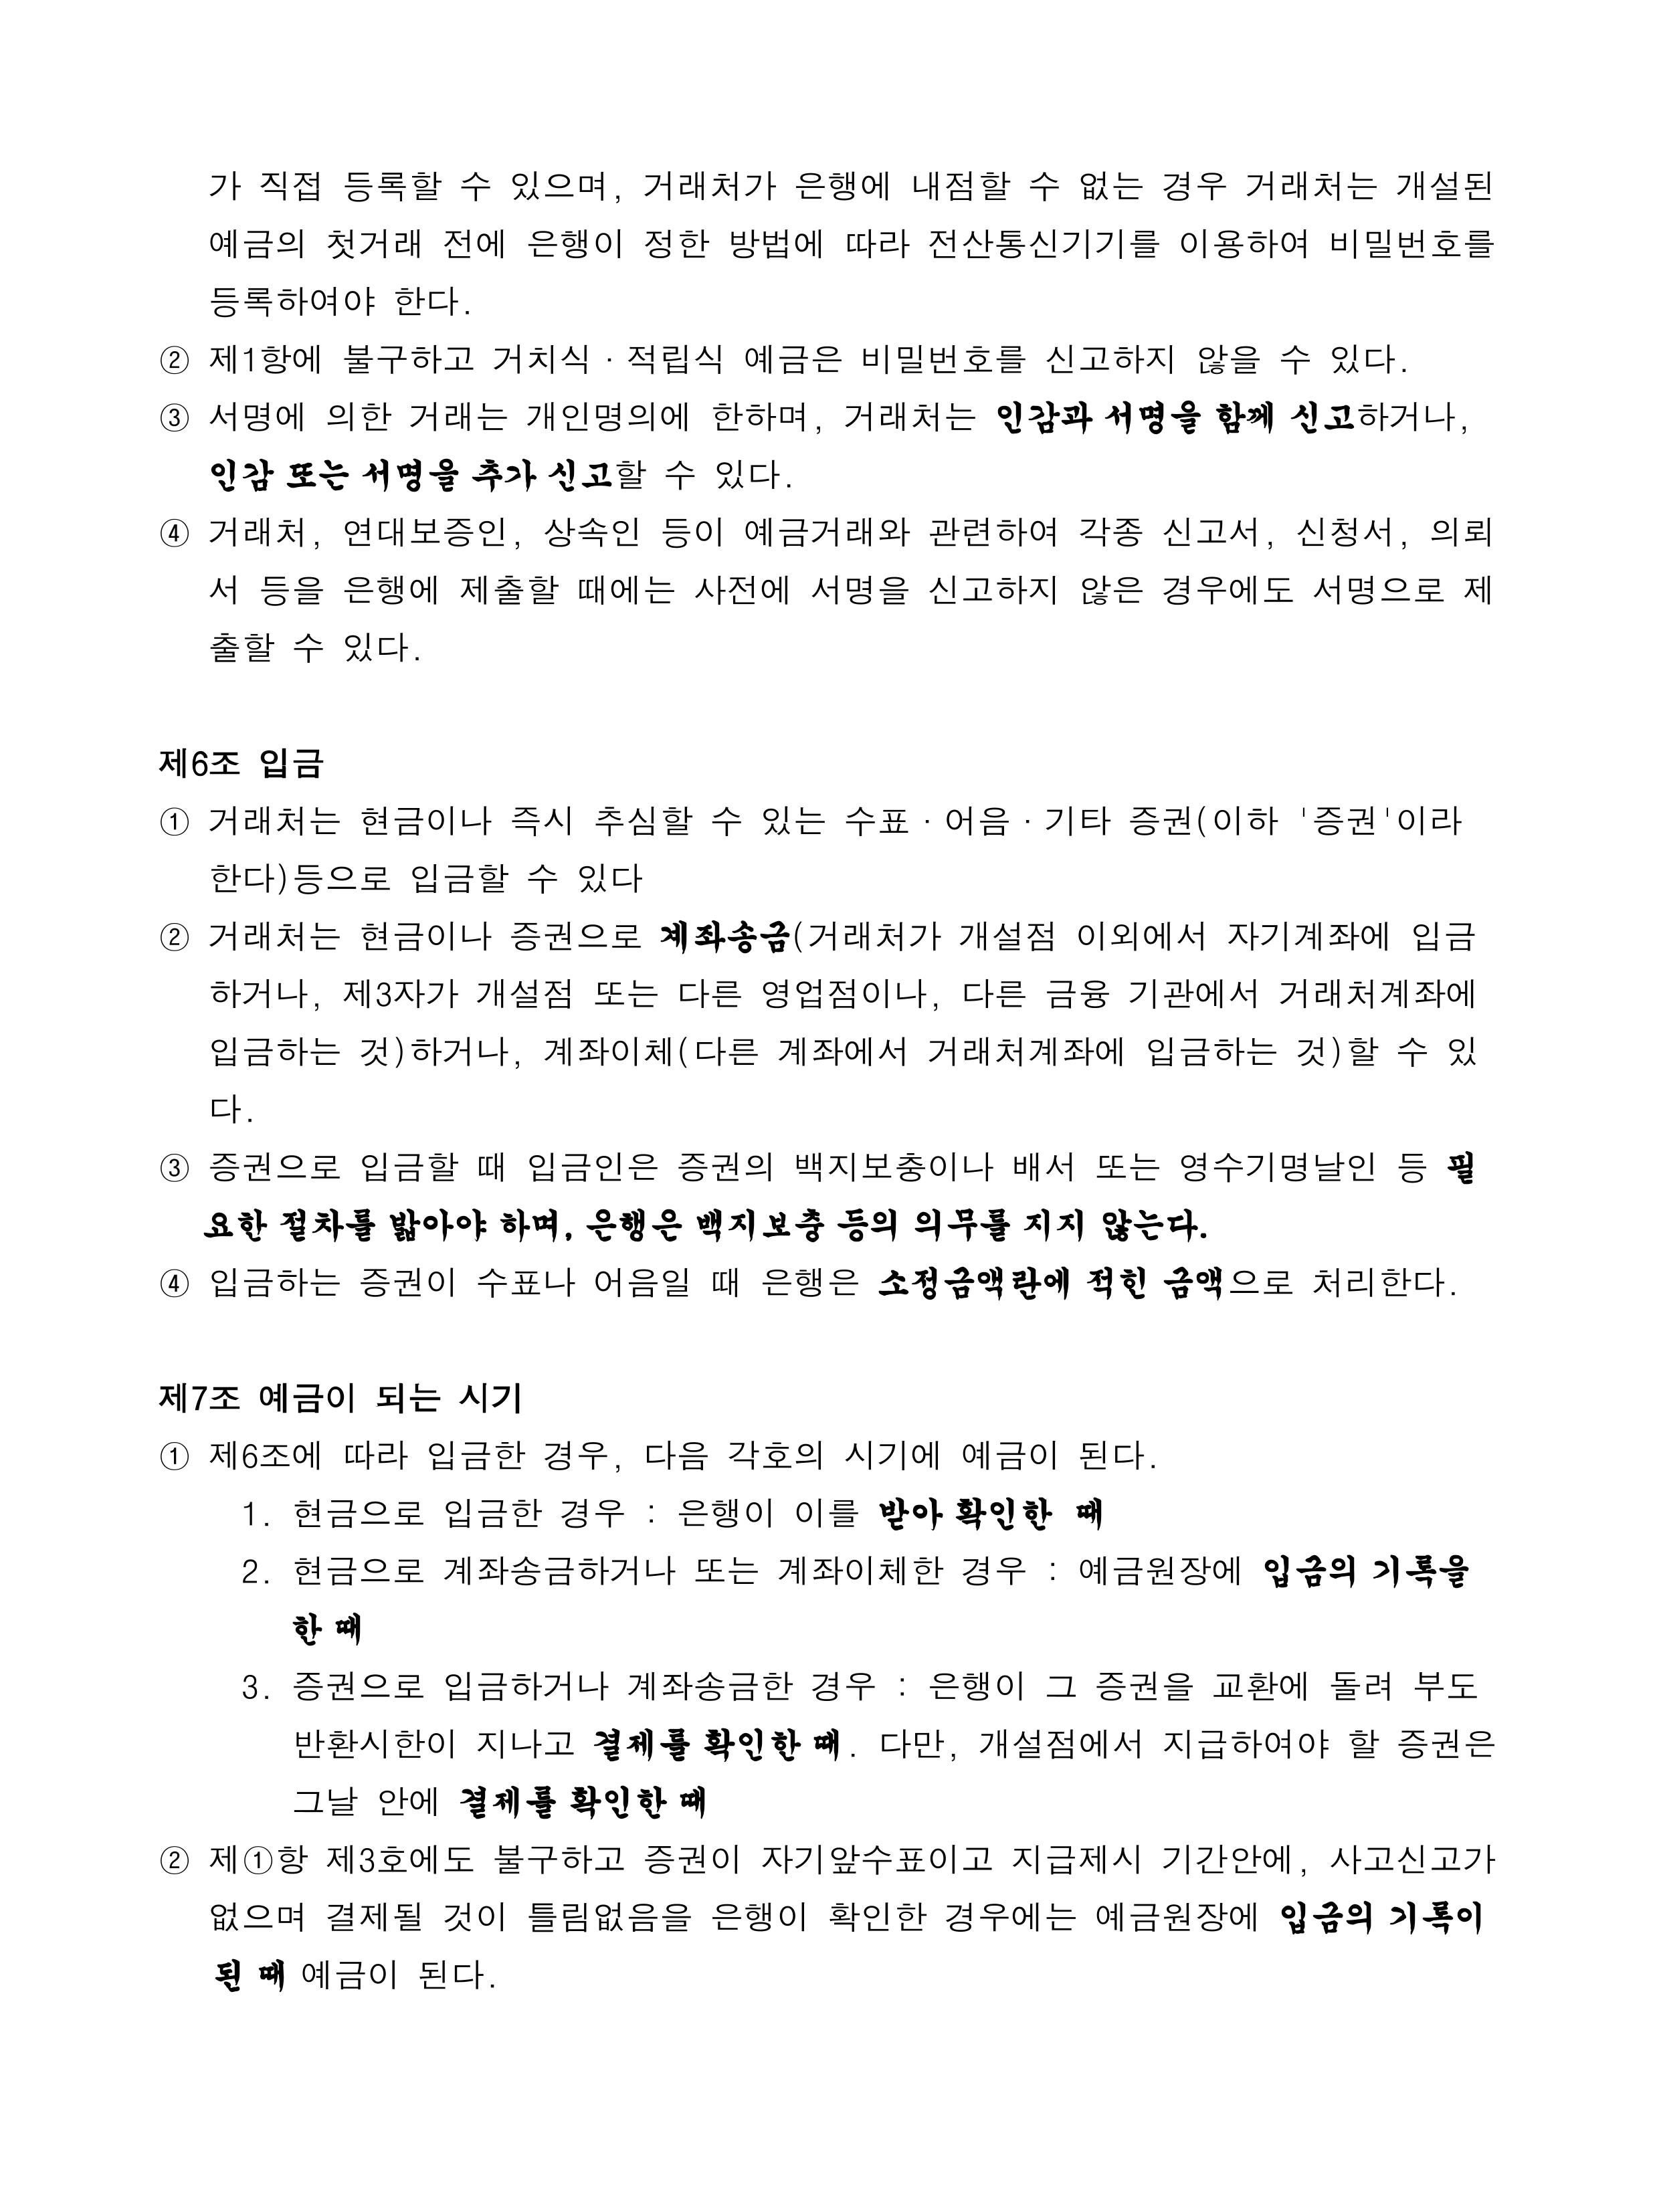 가 직접 등록할 수 있으며, 거래처가 은행에 내점할 수 없는 경우 거래처는 개설된
예금의 첫거래 전에 은행이 정한 방법에 따라 전산통신기기를 이용하여 비밀번호를
등록하여야 한다.
② 제1항에 불구하고 거치식·적립식 예금은 비밀번호를 신고하지 않을 수 있다.
③ 서명에 의한 거래는 개인명의에 한하며, 거래처는 인감과 서명을 함께 신고하거나,
인감 또는 서명을 추가 신고할 수 있다.
④ 거래처, 연대보증인, 상속인 등이 예금거래와 관련하여 각종 신고서, 신청서, 의뢰
서 등을 은행에 제출할 때에는 사전에 서명을 신고하지 않은 경우에도 서명으로 제
출할 수 있다.
제6조 입금
① 거래처는 현금이나 즉시 추심할 수 있는 수표·어음·기타 증권(이하 '증권'이라
한다)등으로 입금할 수 있다
② 거래처는 현금이나 증권으로 계좌송금(거래처가 개설점 이외에서 자기계좌에 입금
하거나, 제3자가 개설점 또는 다른 영업점이나, 다른 금융 기관에서 거래처계좌에
입금하는 것)하거나, 계좌이체(다른 계좌에서 거래처계좌에 입금하는 것)할 수 있
다.
③ 증권으로 입금할 때 입금인은 증권의 백지보충이나 배서 또는 영수기명날인 등 필
요한 절차를 밟아야 하며, 은행은 백지보충 등의 의무를 지지 않는다.
④ 입금하는 증권이 수표나 어음일 때 은행은 소정금액란에 적힌 금액으로 처리한다.
제7조 예금이 되는 시기
① 제6조에 따라 입금한 경우, 다음 각호의 시기에 예금이 된다.
1. 현금으로 입금한 경우 : 은행이 이를 받아 확인한 때
2. 현금으로 계좌송금하거나 또는 계좌이체한 경우 : 예금원장에 입금의 기록을
한 때
3. 증권으로 입금하거나 계좌송금한 경우 : 은행이 그 증권을 교환에 돌려 부도
반환시한이 지나고 결제를 확인한 때. 다만, 개설점에서 지급하여야 할 증권은
그날 안에 결제를 확인한 때
② 제①항 제3호에도 불구하고 증권이 자기앞수표이고 지급제시 기간안에, 사고신고가
없으며 결제될 것이 틀림없음을 은행이 확인한 경우에는 예금원장에 입금의 기록이
된 때 예금이 된다.